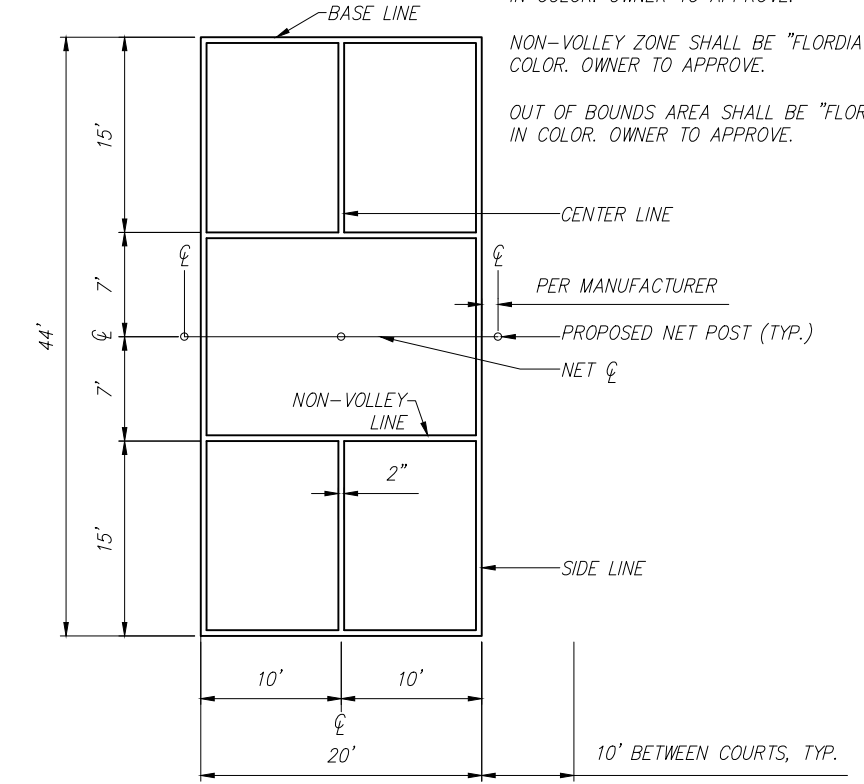 IN COLOR. OWNER TO APPROVE.
BASE LINE
NON-VOLLEY ZONE SHALL BE "FLORDIA
COLOR. OWNER TO APPROVE.
OUT OF BOUNDS AREA SHALL BE "FLOR
IN COLOR. OWNER TO APPROVE.
15'
CENTER LINE
℄
℄
7'
PER MANUFACTURER
44'
℄
PROPOSED NET POST (TYP.)
NET ℄
7'
NON-VOLLEY
LINE
2"
15'
SIDE LINE
10'
10'
℄
20'
10' BETWEEN COURTS, TYP.